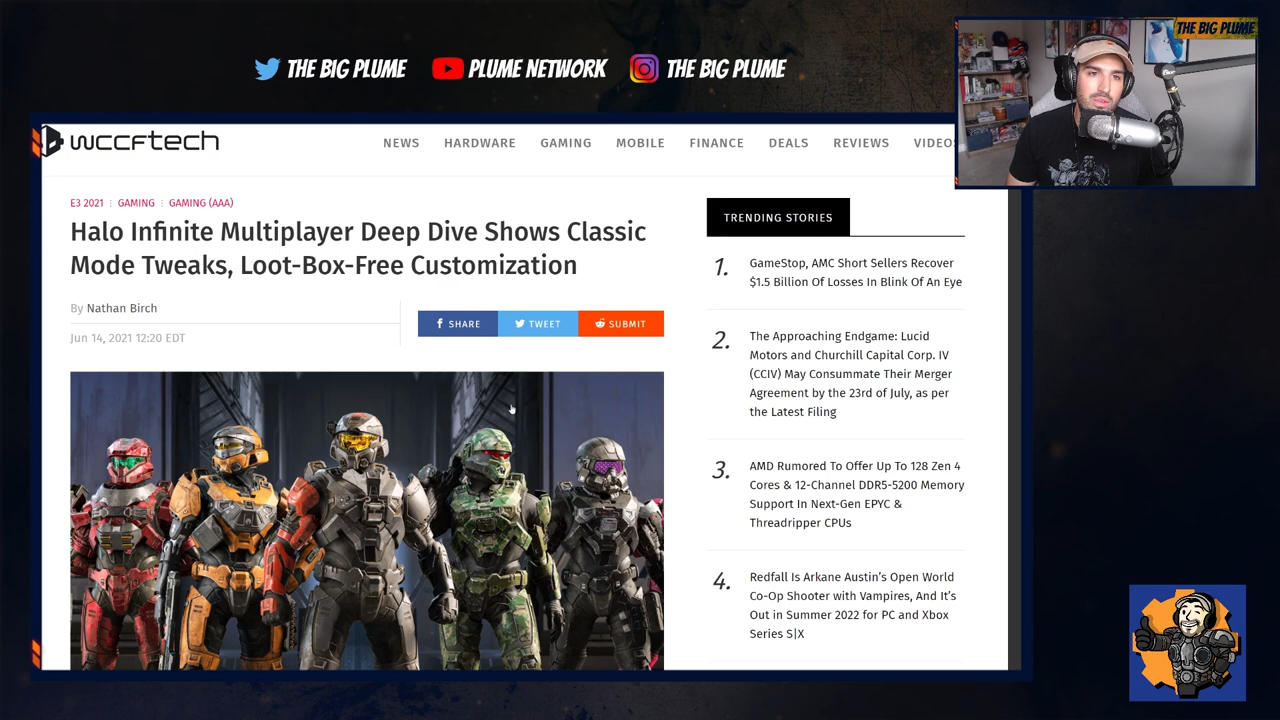 THE BIG PLUME
PLUME NETWORK
THE BIG PLUME
THE BIG PLUME
wccftech
NEWS HARDWARE GAMING MOBILE FINANCE DEALS REVIEWS VIDEO
E3 2021 GAMING GAMING (AAA)
Halo Infinite Multiplayer Deep Dive Shows Classic
Mode Tweaks, Loot-Box-Free Customization
By Nathan Birch
Jun 14, 2021 12:20 EDT
SHARE TWEET SUBMIT
TRENDING STORIES
1. GameStop, AMC Short Sellers Recover
$1.5 Billion Of Losses In Blink Of An Eye
2. The Approaching Endgame: Lucid
Motors and Churchill Capital Corp. IV
(CCIV) May Consummate Their Merger
Agreement by the 23rd of July, as per
the Latest Filing
3. AMD Rumored To Offer Up To 128 Zen 4
Cores & 12-Channel DDR5-5200 Memory
Support In Next-Gen EPYC &
Threadripper CPUs
4. Redfall Is Arkane Austin's Open World
Co-Op Shooter with Vampires, And It's
Out in Summer 2022 for PC and Xbox
Series S|X